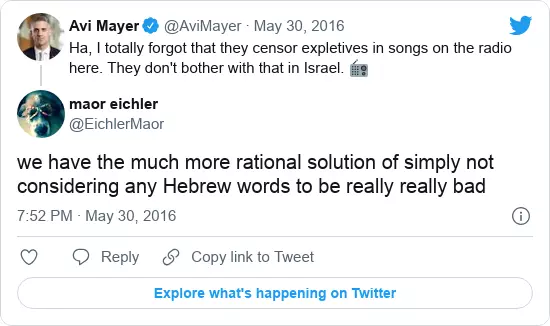 Avi Mayer @AviMayer · May 30, 2016
Ha, I totally forgot that they censor expletives in songs on the radio
here. They don't bother with that in Israel. 📻
maor eichler
@EichlerMaor
we have the much more rational solution of simply not
considering any Hebrew words to be really really bad
7:52 PM · May 30, 2016
Reply Copy link to Tweet
Explore what's happening on Twitter